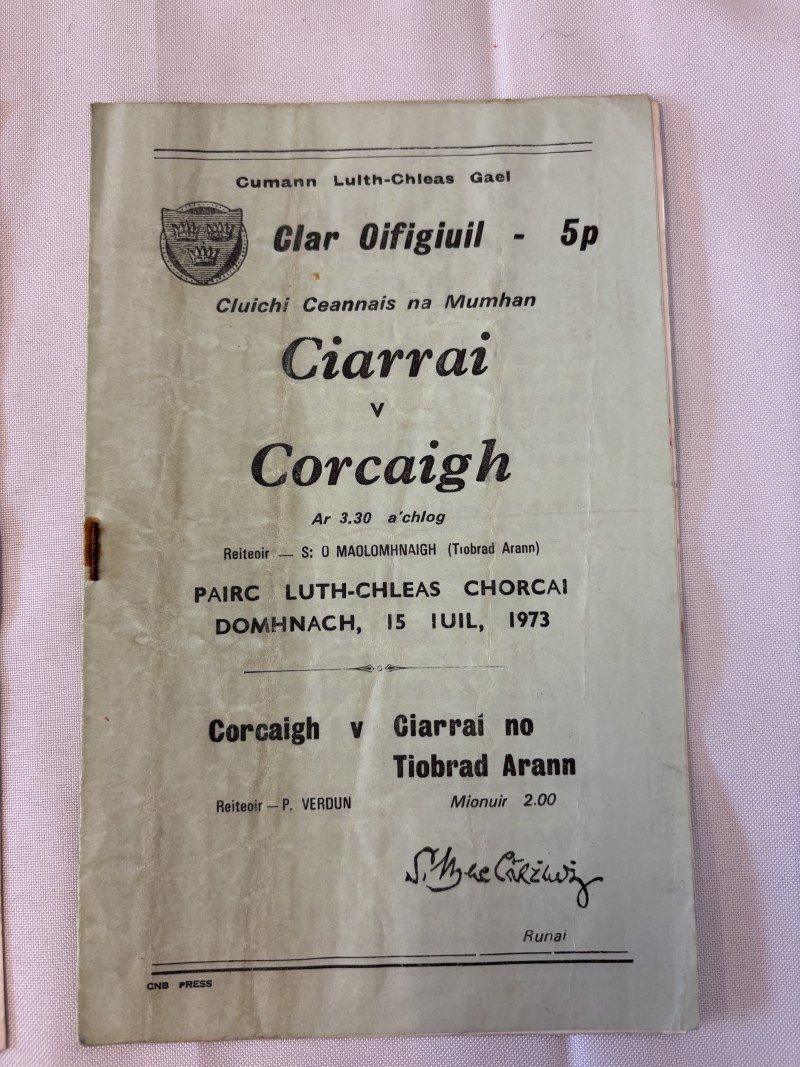 Cumann Luith-Chleas Gael
Clar Oifigiuil - 5p
Cluichi Ceannais na Mumhan
Ciarrai
v
Corcaigh
Ar 3.30 a'chlog
Reiteoir — S: O MAOLOMHNAIGH (Tiobrad Arann)
PAIRC LUTH-CHLEAS CHORCAI
DOMHNACH, 15 IUIL, 1973
Corcaigh v Ciarraí no
Tiobrad Arann
Reiteoir — P. VERDUN Mionuir 2.00
Runai
CNB PRESS